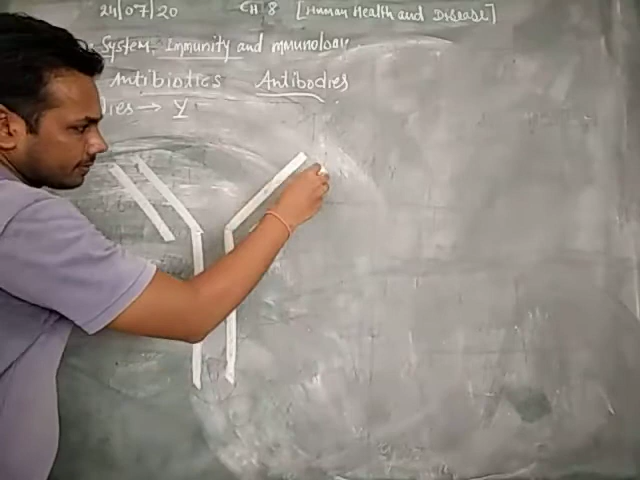 24/07/20 CH 8 [Human Health and Disease]
System Immunity and mmunology
Antibiotics Antibodies
dies → Y